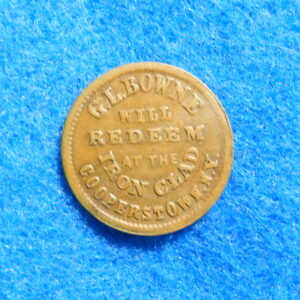 G.L.BOWNE
WILL
REDEEM
AT THE
IRON CLAD
COOPERSTOWN.N.Y